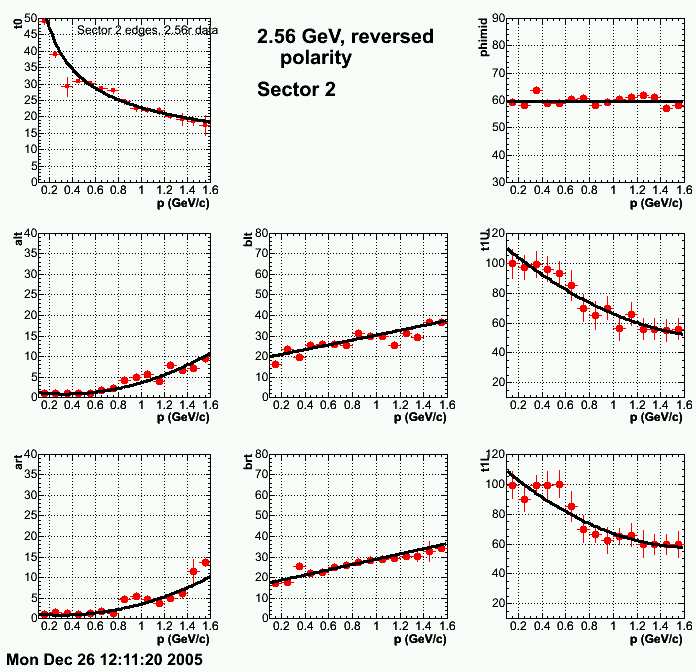 t0
Sector 2 edges, 2.56r data
50
45
40
35
30
25
20
15
10
5
0
0.2 0.4 0.6 0.8 1 1.2 1.4 1.6
p (GeV/c)
2.56 GeV, reversed
polarity
Sector 2
phimid
90
80
70
60
50
40
30
0.2 0.4 0.6 0.8 1 1.2 1.4 1.6
p (GeV/c)
alt
40
35
30
25
20
15
10
5
0
0.2 0.4 0.6 0.8 1 1.2 1.4 1.6
p (GeV/c)
blt
80
70
60
50
40
30
20
10
0
0.2 0.4 0.6 0.8 1 1.2 1.4 1.6
p (GeV/c)
t1U
120
100
80
60
40
20
0.2 0.4 0.6 0.8 1 1.2 1.4 1.6
p (GeV/c)
art
40
35
30
25
20
15
10
5
0
0.2 0.4 0.6 0.8 1 1.2 1.4 1.6
p (GeV/c)
brt
80
70
60
50
40
30
20
10
0
0.2 0.4 0.6 0.8 1 1.2 1.4 1.6
p (GeV/c)
t1L
120
100
80
60
40
20
0.2 0.4 0.6 0.8 1 1.2 1.4 1.6
p (GeV/c)
Mon Dec 26 12:11:20 2005